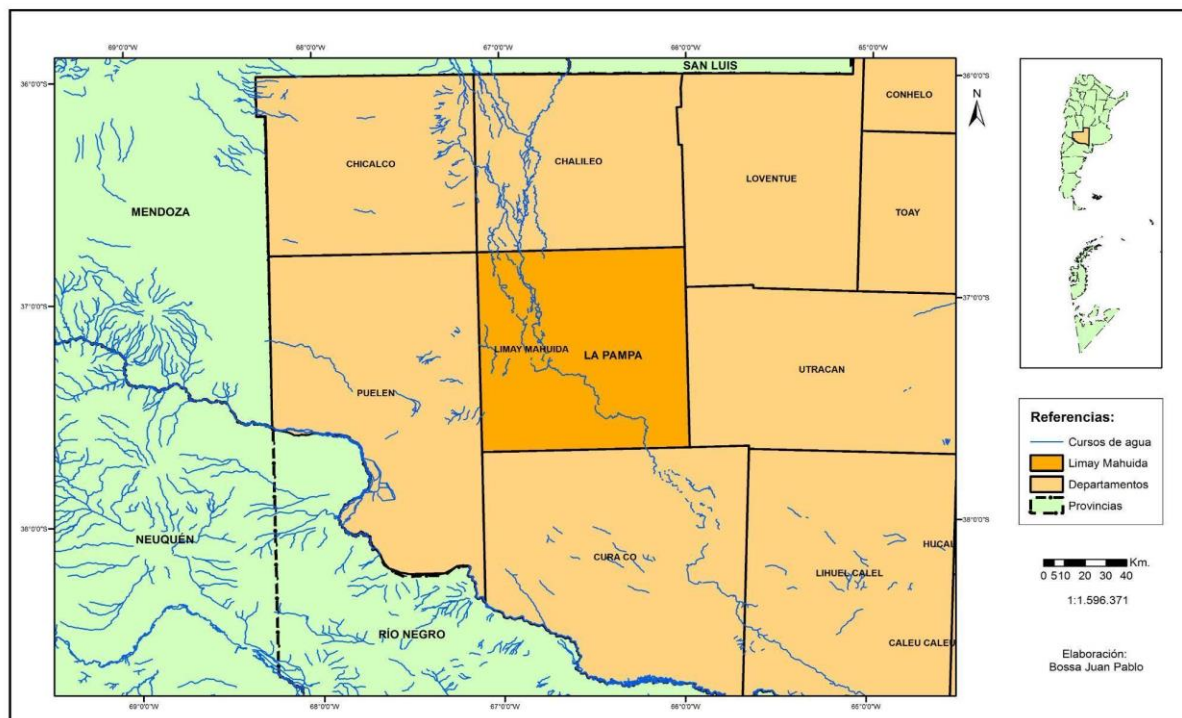 69°0'0"W 68°0'0"W 67°0'0"W 66°0'0"W 65°0'0"W
SAN LUIS
36°0'0"S 36°0'0"S
CONHELO
N
CHICALCO
CHALILEO
LOVENTUE
MENDOZA
TOAY
37°0'0"S 37°0'0"S
LIMAY MAHUIDA
LA PAMPA
UTRACAN
PUELEN
38°0'0"S 38°0'0"S
NEUQUÉN
CURA CO
HUCAL
LIHUEL CALEL
RÍO NEGRO
CALEU CALEU
69°0'0"W 68°0'0"W 67°0'0"W 66°0'0"W 65°0'0"W
Referencias:
Cursos de agua
Limay Mahuida
Departamentos
Provincias
Km.
0 5 10 20 30 40
1:1.596.371
Elaboración:
Bossa Juan Pablo